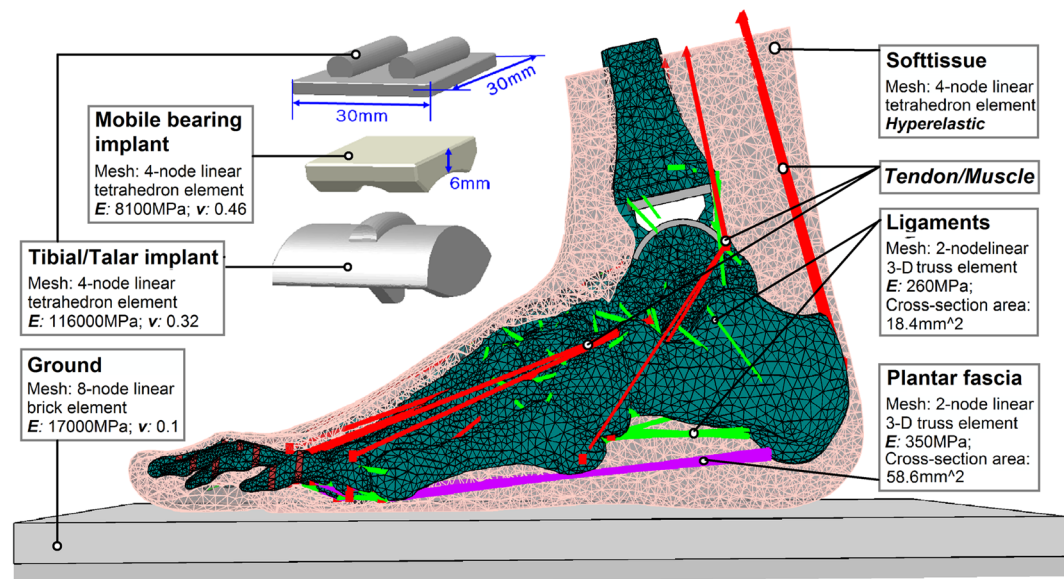 30mm
30mm
Mobile bearing
implant
Mesh: 4-node linear
tetrahedron element
E: 8100MPa; v: 0.46
6mm
Tibial/Talar implant
Mesh: 4-node linear
tetrahedron element
E: 116000MPa; v: 0.32
Ground
Mesh: 8-node linear
brick element
E: 17000MPa; v: 0.1
Softtissue
Mesh: 4-node linear
tetrahedron element
Hyperelastic
Tendon/Muscle
Ligaments
Mesh: 2-nodelinear
3-D truss element
E: 260MPa;
Cross-section area:
18.4mm^2
Plantar fascia
Mesh: 2-node linear
3-D truss element
E: 350MPa;
Cross-section area:
58.6mm^2